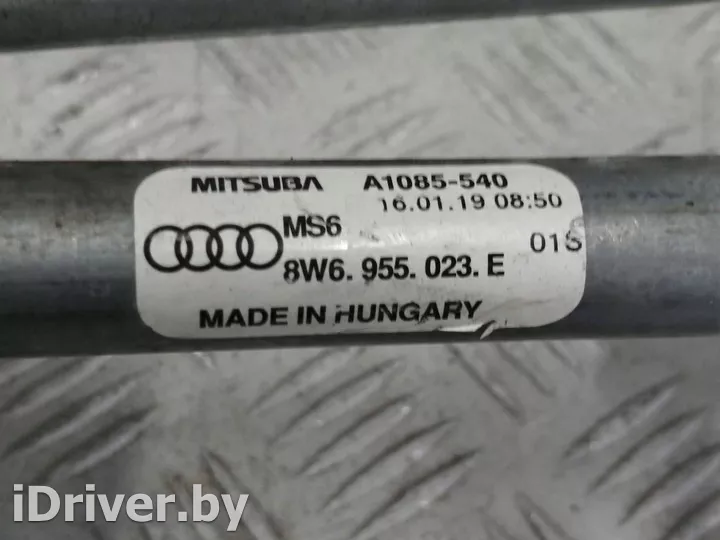 MITSUBA A1085-540
16.01.19 08:50
MS6
01S
8W6. 955. 023. E
MADE IN HUNGARY
iDriver.by